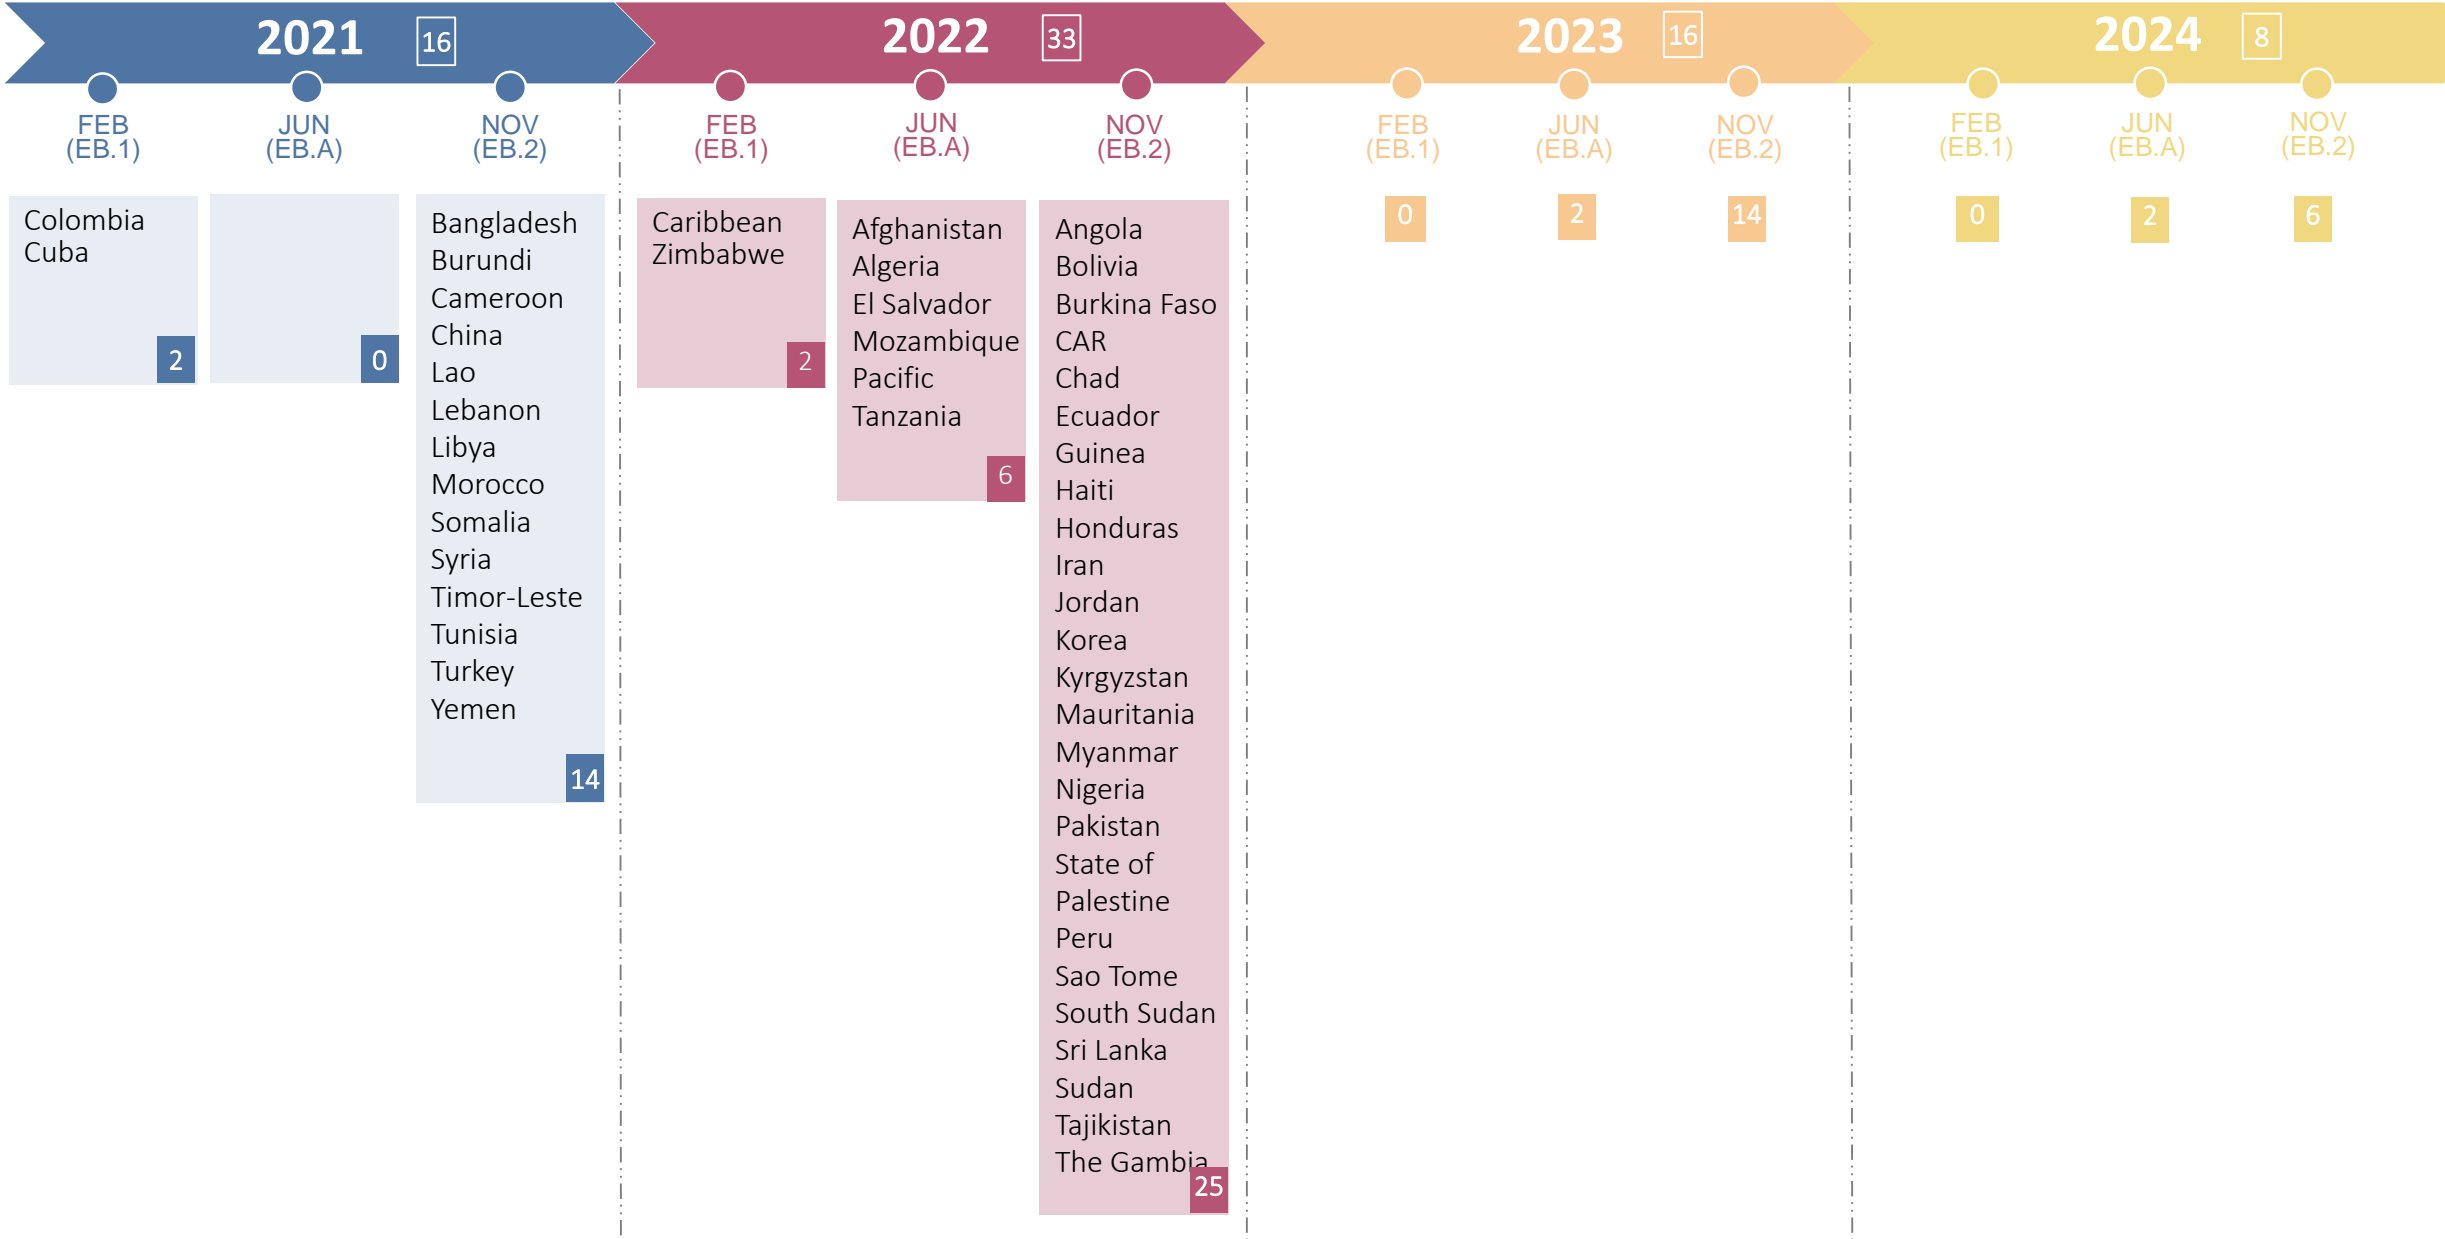 2021
16
2022
33
2023
16
2024
8
FEB
(EB.1)
JUN
(EB.A)
NOV
(EB.2)
FEB
(EB.1)
JUN
(EB.A)
NOV
(EB.2)
FEB
(EB.1)
JUN
(EB.A)
NOV
(EB.2)
FEB
(EB.1)
JUN
(EB.A)
NOV
(EB.2)
Colombia
Cuba
2
0
Bangladesh
Burundi
Cameroon
China
Lao
Lebanon
Libya
Morocco
Somalia
Syria
Timor-Leste
Tunisia
Turkey
Yemen
14
Caribbean
Zimbabwe
2
Afghanistan
Algeria
El Salvador
Mozambique
Pacific
Tanzania
6
Angola
Bolivia
Burkina Faso
CAR
Chad
Ecuador
Guinea
Haiti
Honduras
Iran
Jordan
Korea
Kyrgyzstan
Mauritania
Myanmar
Nigeria
Pakistan
State of
Palestine
Peru
Sao Tome
South Sudan
Sri Lanka
Sudan
Tajikistan
The Gambia
25
0
2
14
0
2
6